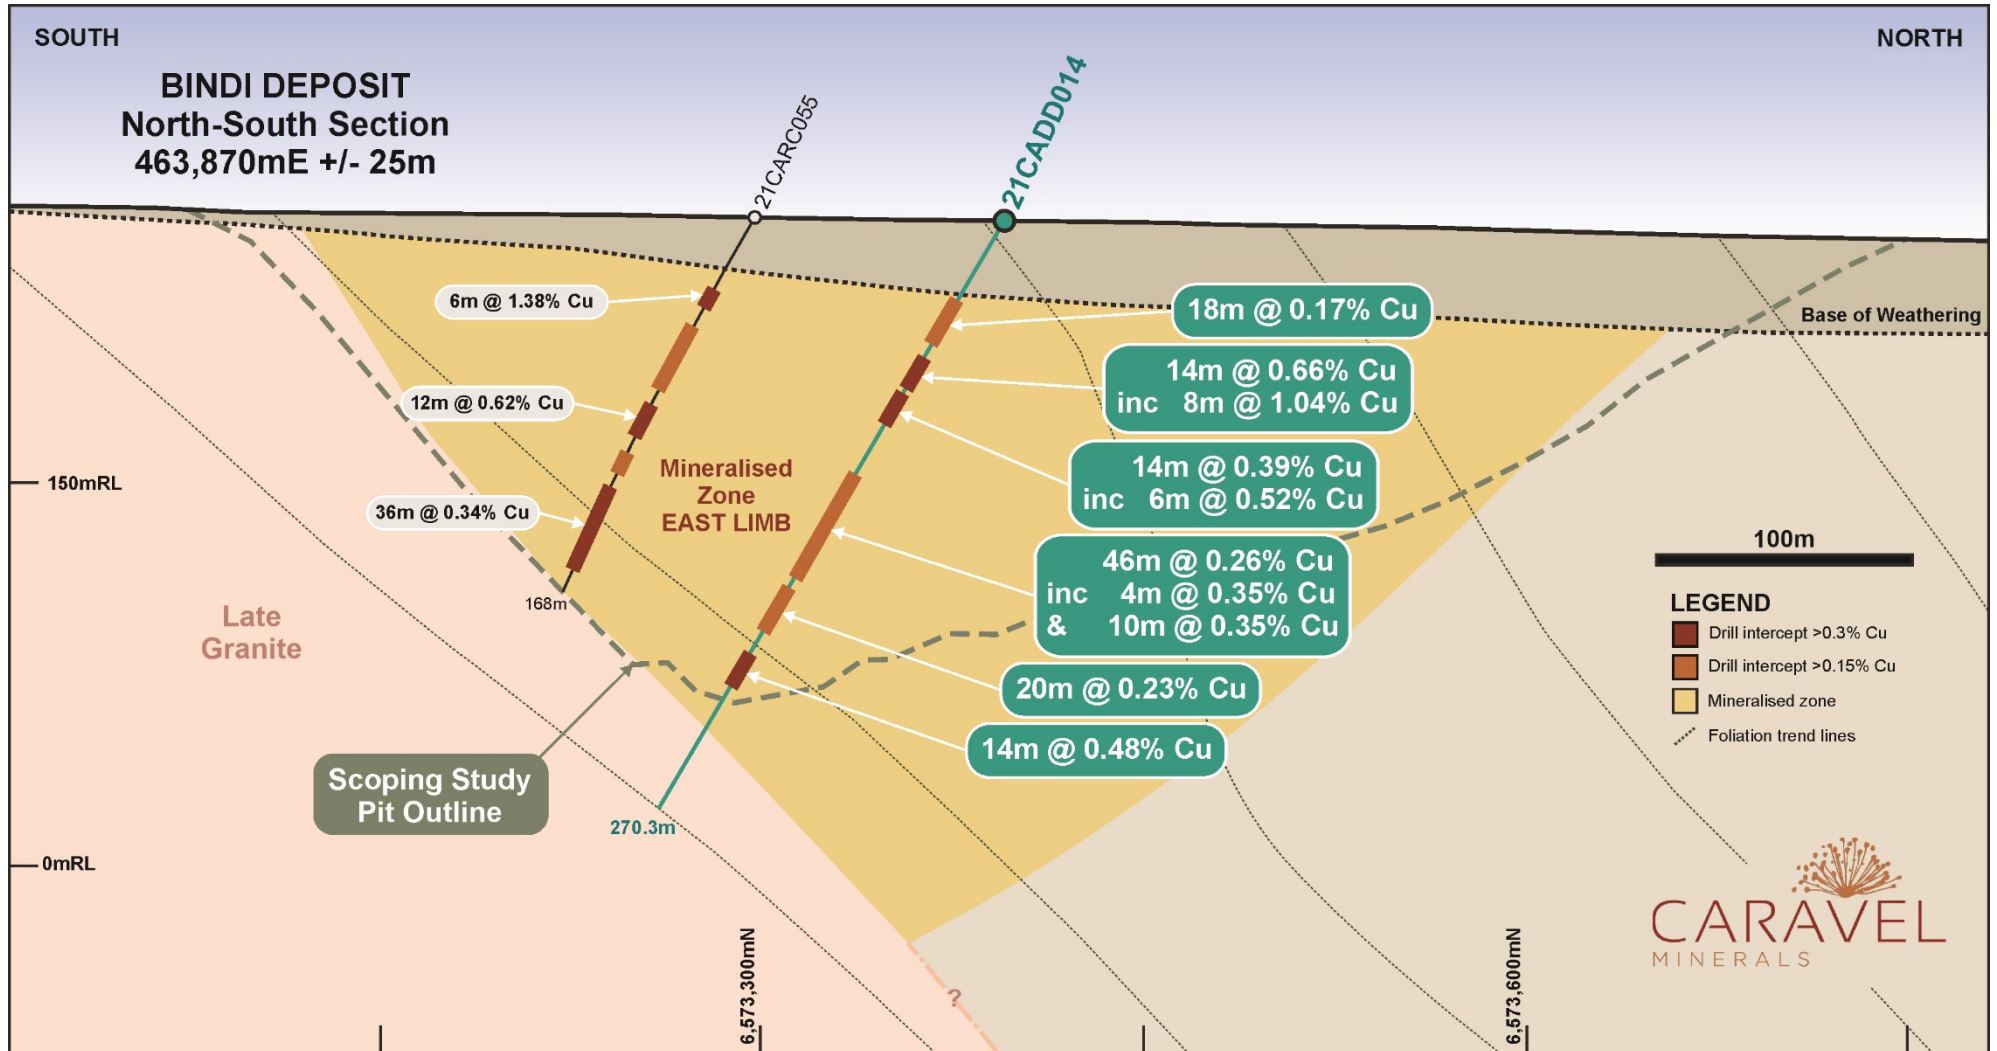 SOUTH
NORTH
BINDI DEPOSIT
North-South Section
463,870mE +/- 25m
21CARC055
21CADD014
6m @ 1.38% Cu
12m @ 0.62% Cu
36m @ 0.34% Cu
18m @ 0.17% Cu
14m @ 0.66% Cu
inc 8m @ 1.04% Cu
14m @ 0.39% Cu
inc 6m @ 0.52% Cu
46m @ 0.26% Cu
inc 4m @ 0.35% Cu
& 10m @ 0.35% Cu
20m @ 0.23% Cu
14m @ 0.48% Cu
Base of Weathering
150mRL
0mRL
Mineralised
Zone
EAST LIMB
Late
Granite
168m
270.3m
Scoping Study
Pit Outline
100m
LEGEND
Drill intercept >0.3% Cu
Drill intercept >0.15% Cu
Mineralised zone
Foliation trend lines
?
6,573,300mN
6,573,600mN
CARAVEL
MINERALS